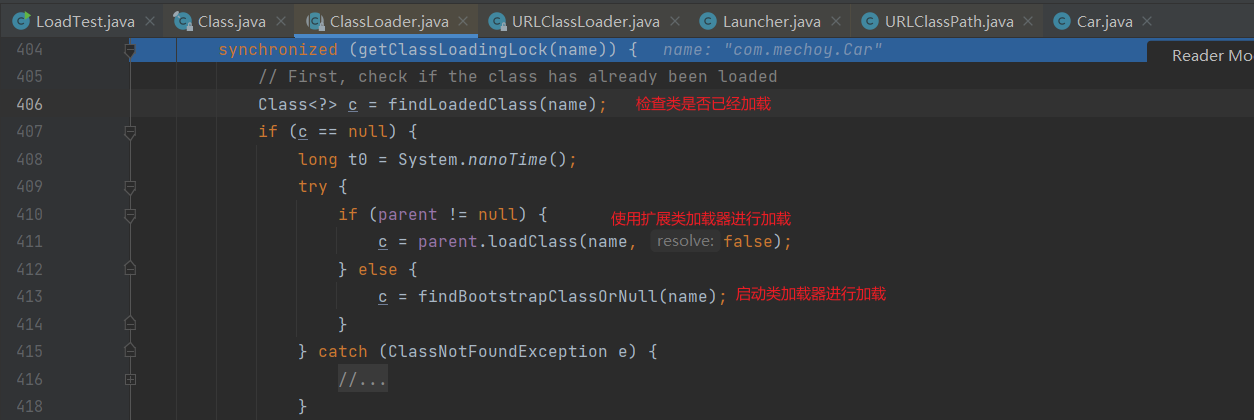 LoadTest.java Class.java ClassLoader.java URLClassLoader.java Launcher.java URLClassPath.java Car.java
404 synchronized (getClassLoadingLock(name)) { name: "com.mechoy.Car" Reader Mo
405 // First, check if the class has already been loaded
406 Class<?> c = findLoadedClass(name); 检查类是否已经加载
407 if (c == null) {
408 long t0 = System.nanoTime();
409 try {
410 if (parent != null) { 使用扩展类加载器进行加载
411 c = parent.loadClass(name, resolve: false);
412 } else {
413 c = findBootstrapClassOrNull(name); 启动类加载器进行加载
414 }
415 } catch (ClassNotFoundException e) {
416 //...
418 }